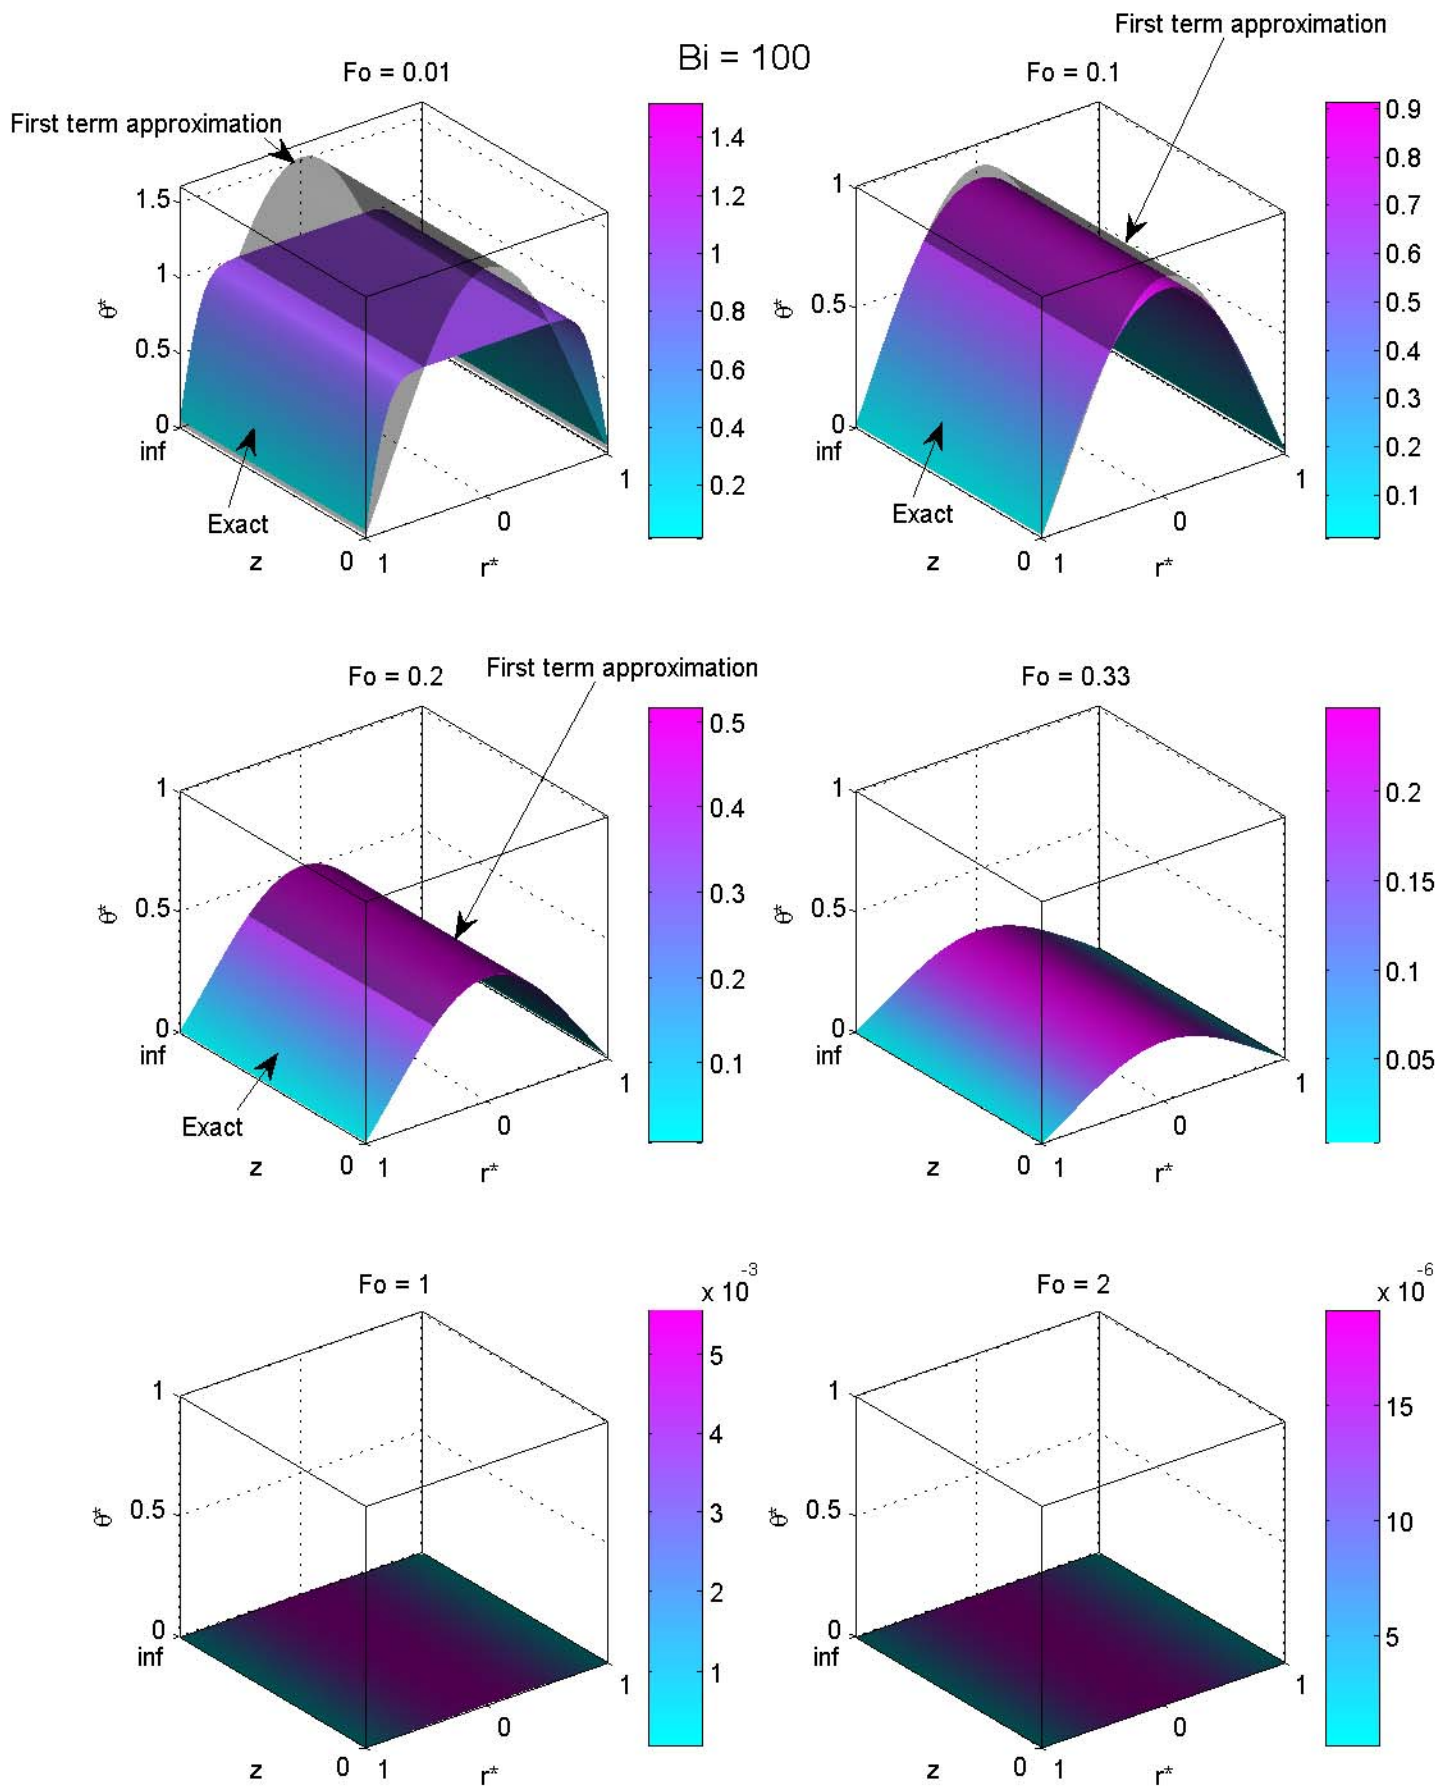 First term approximation
Bi = 100
Fo = 0.01
Fo = 0.1
First term approximation
1.5
1
0.5
0
inf
θ*
Exact
z
0
1
r*
0
1
1.4
1.2
1
0.8
0.6
0.4
0.2
1
0.5
0
inf
θ*
Exact
z
0
1
r*
0
1
0.9
0.8
0.7
0.6
0.5
0.4
0.3
0.2
0.1
Fo = 0.2
First term approximation
1
0.5
0
inf
θ*
Exact
z
0
1
r*
0
1
0.5
0.4
0.3
0.2
0.1
Fo = 0.33
1
0.5
0
inf
θ*
z
0
1
r*
0
1
0.2
0.15
0.1
0.05
Fo = 1
x 10^-3
1
0.5
0
inf
θ*
z
0
1
r*
0
1
5
4
3
2
1
Fo = 2
x 10^-6
1
0.5
0
inf
θ*
z
0
1
r*
0
1
15
10
5